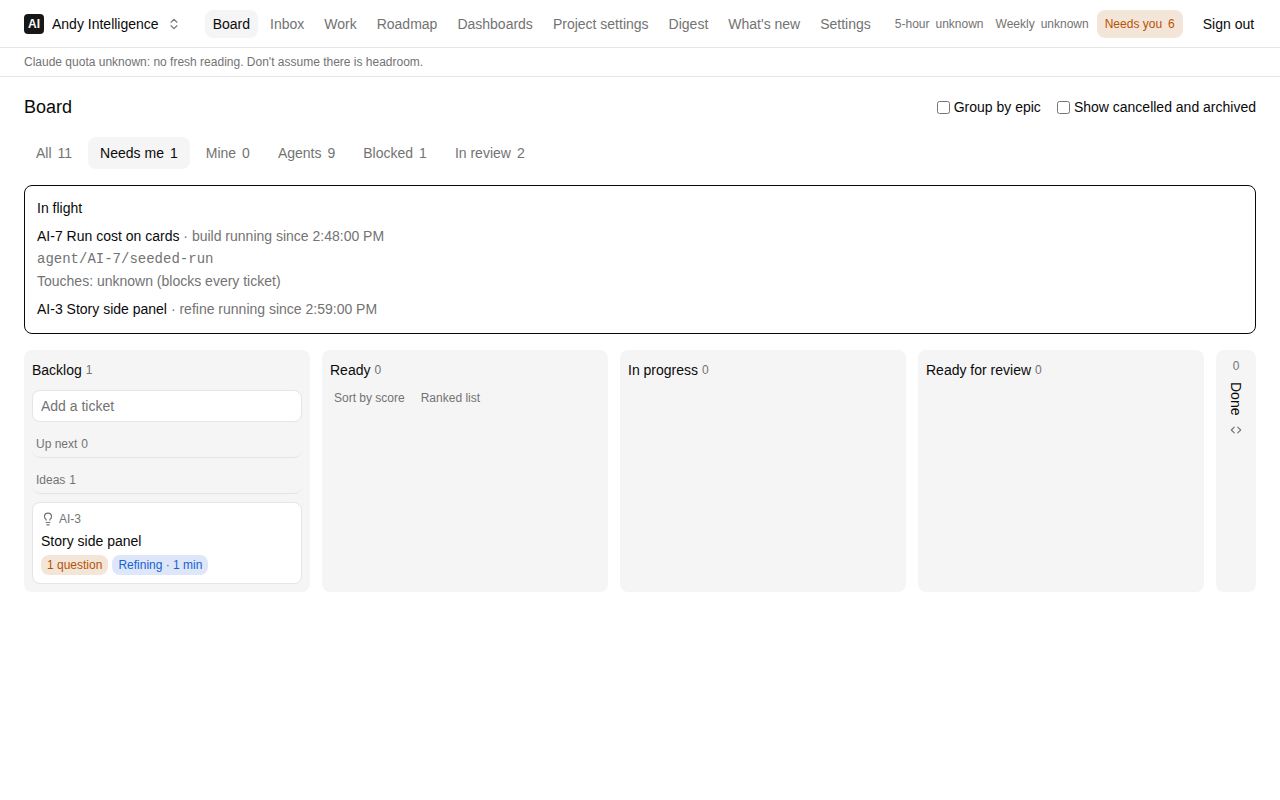 AI Andy Intelligence Board Inbox Work Roadmap Dashboards Project settings Digest What's new Settings 5-hour unknown Weekly unknown Needs you 6 Sign out
Claude quota unknown: no fresh reading. Don't assume there is headroom.
Board Group by epic Show cancelled and archived
All 11 Needs me 1 Mine 0 Agents 9 Blocked 1 In review 2
In flight
AI-7 Run cost on cards · build running since 2:48:00 PM
agent/AI-7/seeded-run
Touches: unknown (blocks every ticket)
AI-3 Story side panel · refine running since 2:59:00 PM
Backlog 1
Add a ticket
Up next 0
Ideas 1
AI-3
Story side panel
1 question Refining · 1 min
Ready 0
Sort by score Ranked list
In progress 0
Ready for review 0
0
Done